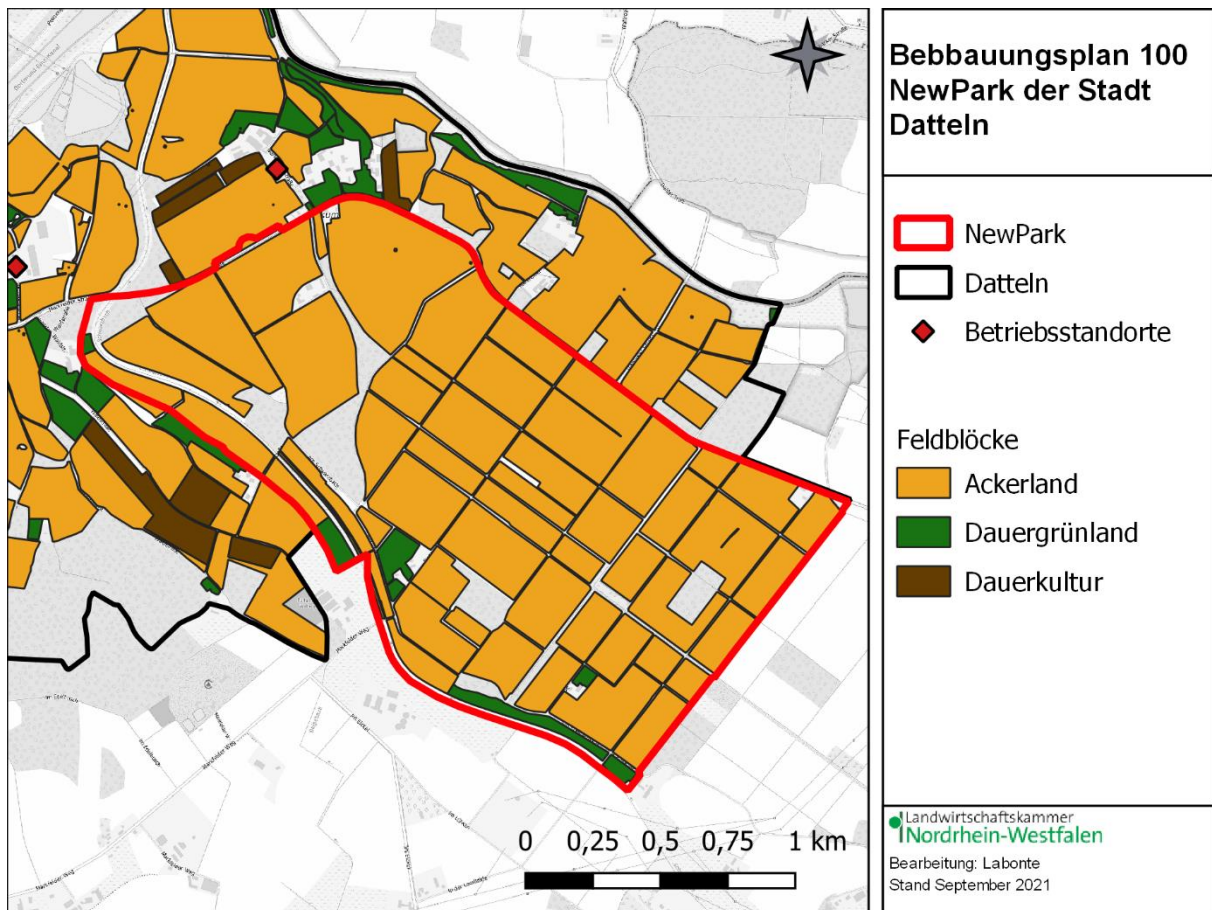 Bebbauungsplan 100
NewPark der Stadt
Datteln
NewPark
Datteln
Betriebsstandorte
Feldblöcke
Ackerland
Dauergrünland
Dauerkultur
0 0,25 0,5 0,75 1 km
Landwirtschaftskammer
Nordrhein-Westfalen
Bearbeitung: Labonte
Stand September 2021